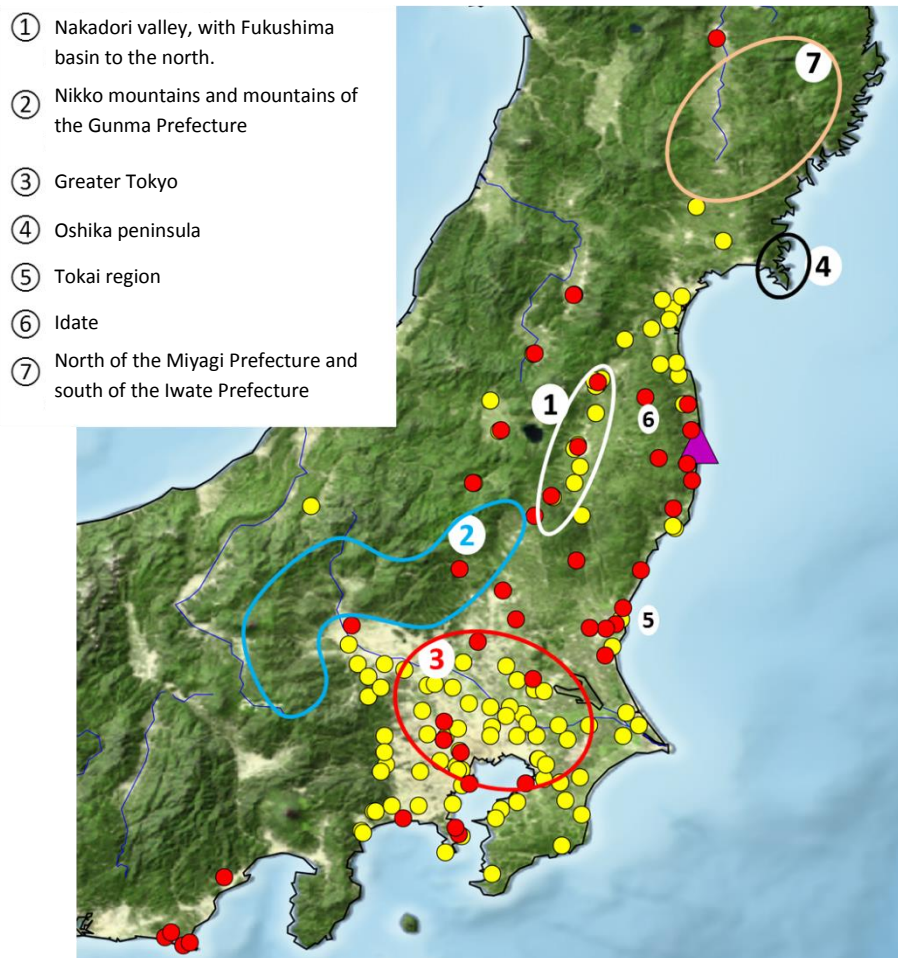 ① Nakadori valley, with Fukushima
basin to the north.
② Nikko mountains and mountains of
the Gunma Prefecture
③ Greater Tokyo
④ Oshika peninsula
⑤ Tokai region
⑥ Idate
⑦ North of the Miyagi Prefecture and
south of the Iwate Prefecture
7
4
1
6
2
5
3